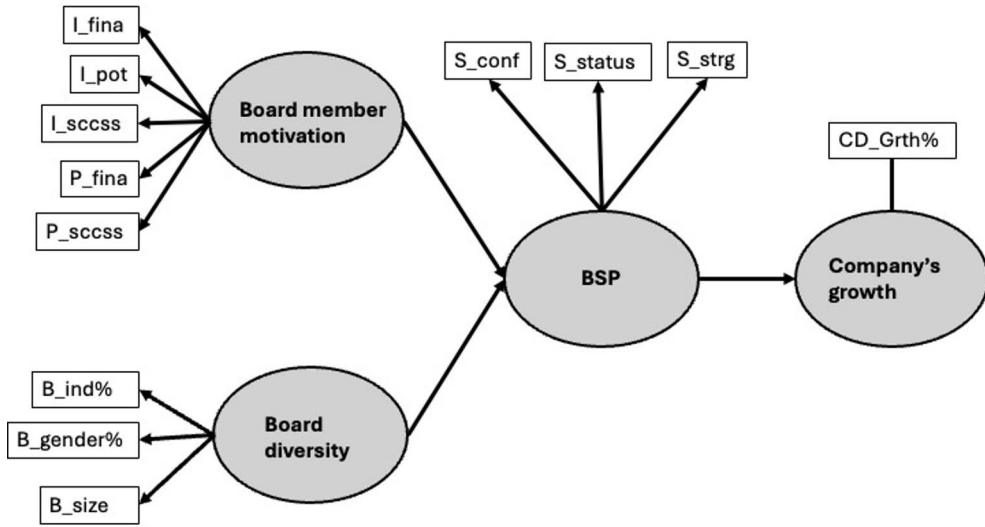 I_fina
I_pot
I_sccss
P_fina
P_sccss
Board member
motivation
S_conf
S_status
S_strg
CD_Grth%
BSP
Company’s
growth
B_ind%
B_gender%
B_size
Board
diversity